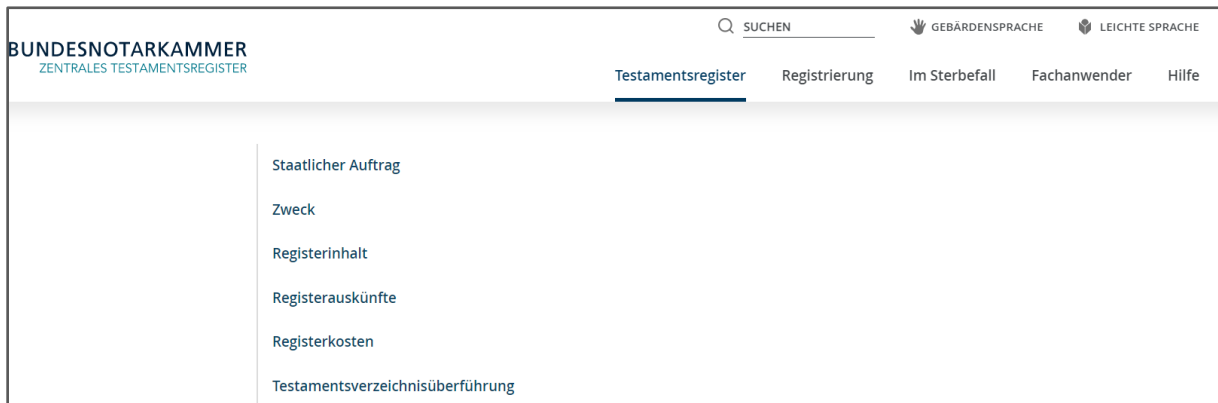 SUCHEN GEBÄRDENSPRACHE LEICHTE SPRACHE
BUNDESNOTARKAMMER
ZENTRALES TESTAMENTSREGISTER
Testamentsregister Registrierung Im Sterbefall Fachanwender Hilfe
Staatlicher Auftrag
Zweck
Registerinhalt
Registerauskünfte
Registerkosten
Testamentsverzeichnisüberführung